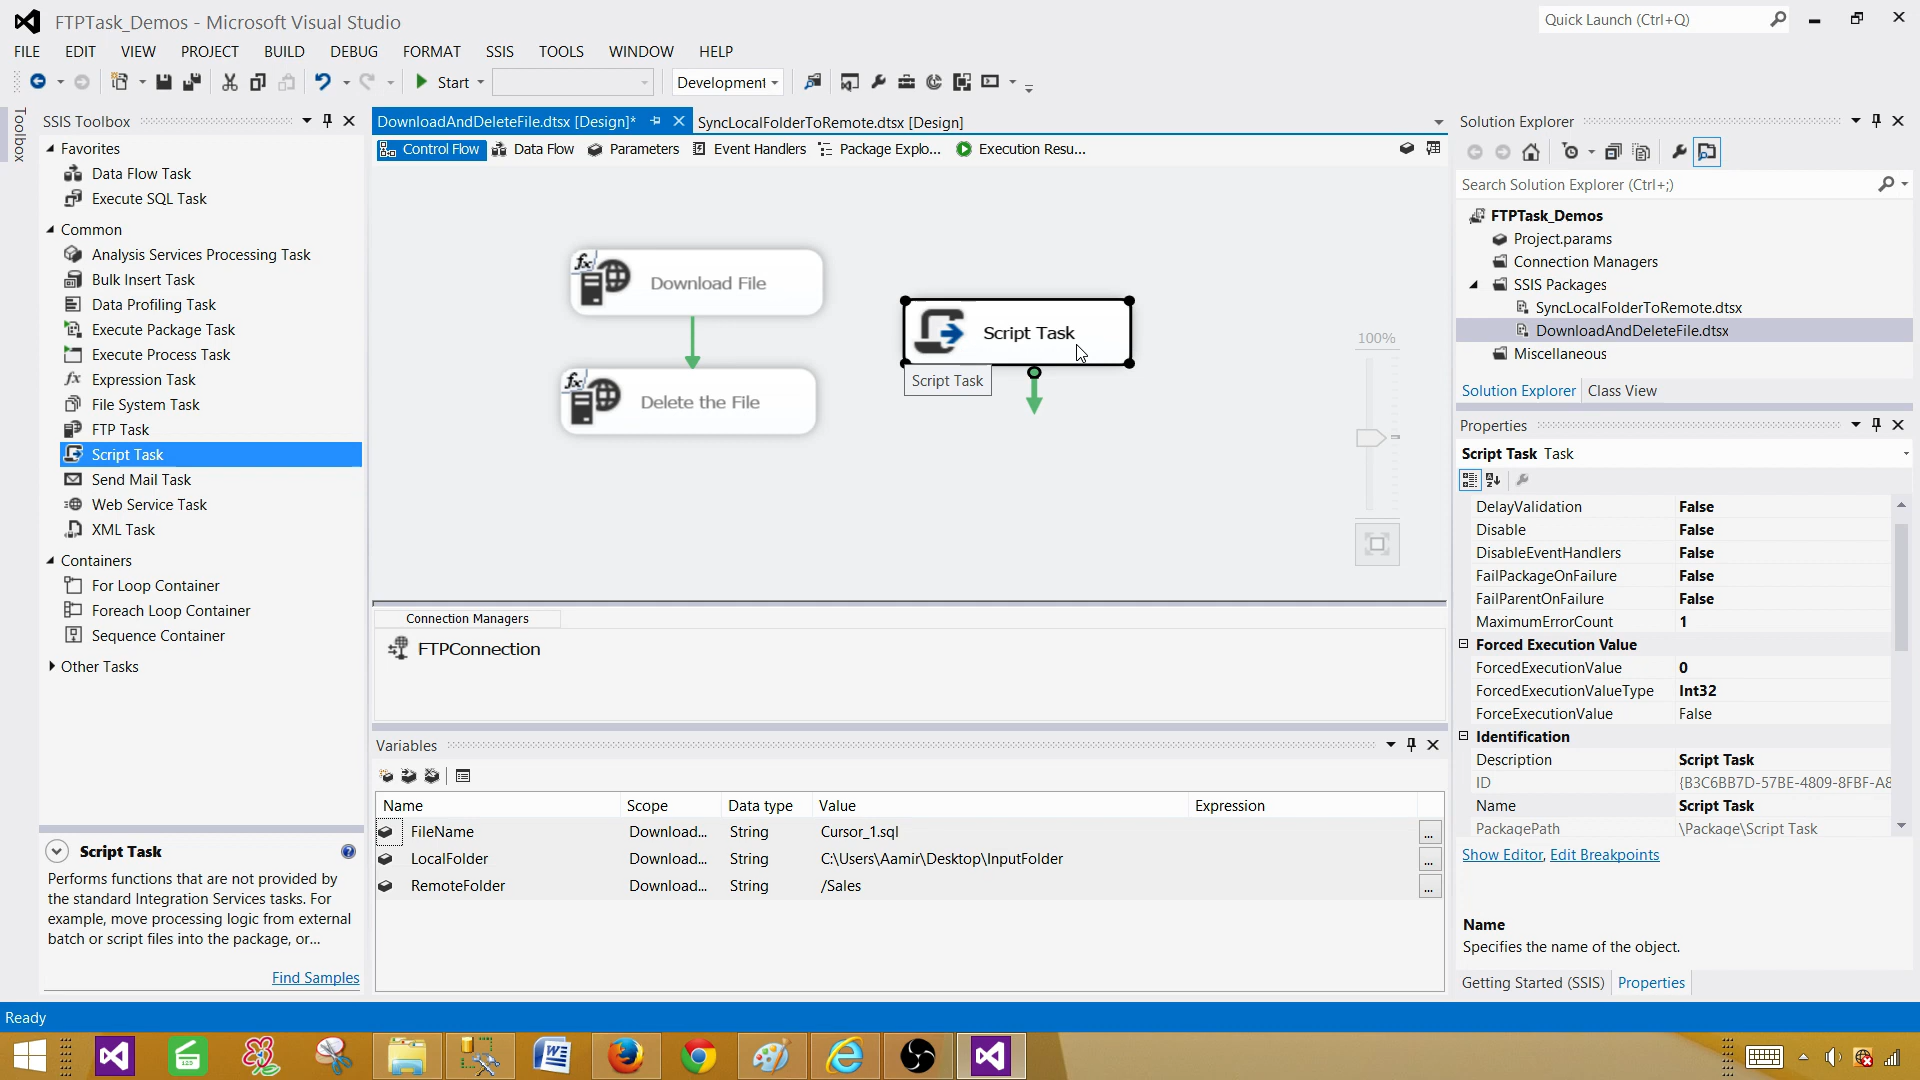 FTPTask_Demos - Microsoft Visual Studio
Quick Launch (Ctrl+Q)
FILE EDIT VIEW PROJECT BUILD DEBUG FORMAT SSIS TOOLS WINDOW HELP
Start
Development
Toolbox
SSIS Toolbox
Favorites
Data Flow Task
Execute SQL Task
Common
Analysis Services Processing Task
Bulk Insert Task
Data Profiling Task
Execute Package Task
Execute Process Task
Expression Task
File System Task
FTP Task
Script Task
Send Mail Task
Web Service Task
XML Task
Containers
For Loop Container
Foreach Loop Container
Sequence Container
Other Tasks
Script Task
Performs functions that are not provided by
the standard Integration Services tasks. For
example, move processing logic from external
batch or script files into the package, or...
Find Samples
DownloadAndDeleteFile.dtsx [Design]*
SyncLocalFolderToRemote.dtsx [Design]
Control Flow
Data Flow
Parameters
Event Handlers
Package Explo...
Execution Resu...
Download File
Delete the File
Script Task
Script Task
100%
Connection Managers
FTPConnection
Variables
Name Scope Data type Value Expression
FileName Download... String Cursor_1.sql ...
LocalFolder Download... String C:\Users\Aamir\Desktop\InputFolder ...
RemoteFolder Download... String /Sales ...
Solution Explorer
Search Solution Explorer (Ctrl+;)
FTPTask_Demos
Project.params
Connection Managers
SSIS Packages
SyncLocalFolderToRemote.dtsx
DownloadAndDeleteFile.dtsx
Miscellaneous
Solution Explorer Class View
Properties
Script Task Task
DelayValidation False
Disable False
DisableEventHandlers False
FailPackageOnFailure False
FailParentOnFailure False
MaximumErrorCount 1
Forced Execution Value
ForcedExecutionValue 0
ForcedExecutionValueType Int32
ForceExecutionValue False
Identification
Description Script Task
ID {B3C6BB7D-57BE-4809-8FBF-A8
Name Script Task
PackagePath \Package\Script Task
Show Editor, Edit Breakpoints
Name
Specifies the name of the object.
Getting Started (SSIS) Properties
Ready